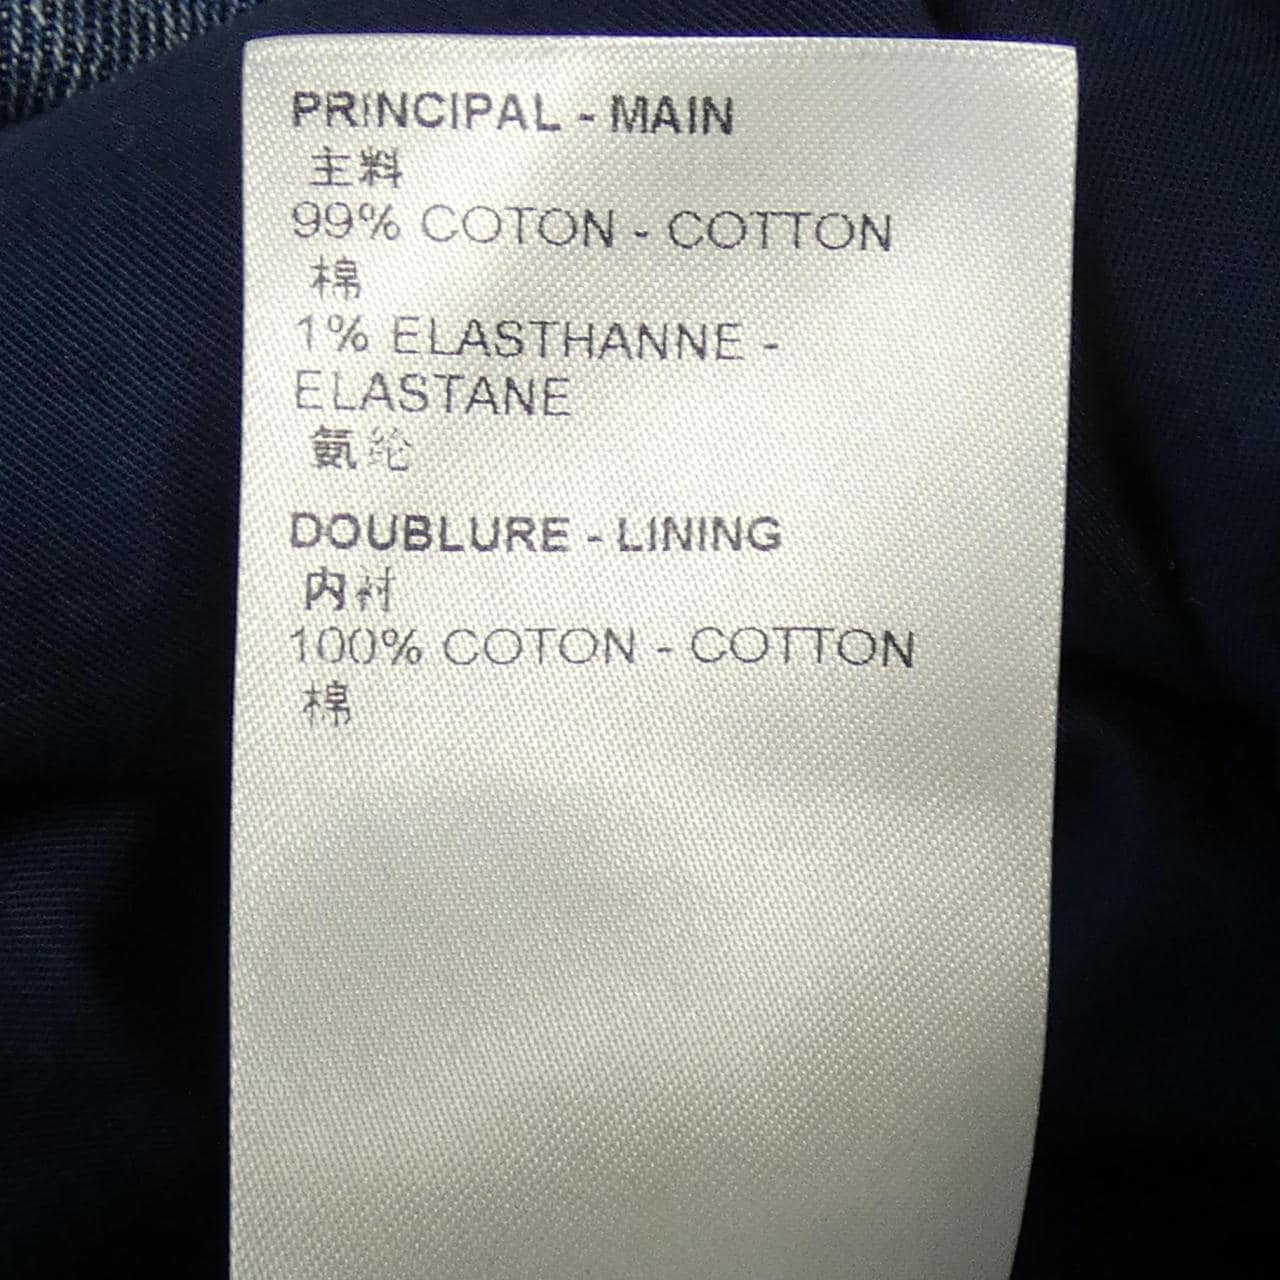 PRINCIPAL - MAIN
主料
99% COTON - COTTON
棉
1% ELASTHANNE -
ELASTANE
氨纶
DOUBLURE - LINING
内衬
100% COTON - COTTON
棉